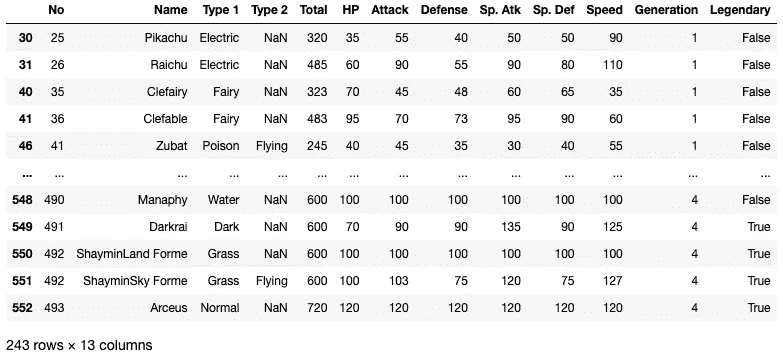 No Name Type 1 Type 2 Total HP Attack Defense Sp. Atk Sp. Def Speed Generation Legendary
30 25 Pikachu Electric NaN 320 35 55 40 50 50 90 1 False
31 26 Raichu Electric NaN 485 60 90 55 90 80 110 1 False
40 35 Clefairy Fairy NaN 323 70 45 48 60 65 35 1 False
41 36 Clefable Fairy NaN 483 95 70 73 95 90 60 1 False
46 41 Zubat Poison Flying 245 40 45 35 30 40 55 1 False
... ... ... ... ... ... ... ... ... ... ... ... ... ...
548 490 Manaphy Water NaN 600 100 100 100 100 100 100 4 False
549 491 Darkrai Dark NaN 600 70 90 90 135 90 125 4 True
550 492 ShayminLand Forme Grass NaN 600 100 100 100 100 100 100 4 True
551 492 ShayminSky Forme Grass Flying 600 100 103 75 120 75 127 4 True
552 493 Arceus Normal NaN 720 120 120 120 120 120 120 4 True
243 rows × 13 columns